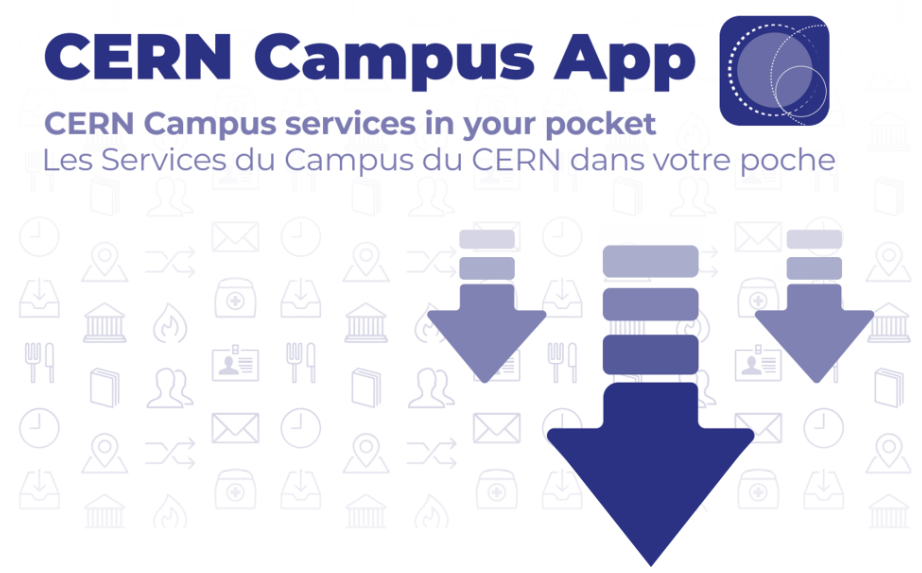 CERN Campus App
CERN Campus services in your pocket
Les Services du Campus du CERN dans votre poche